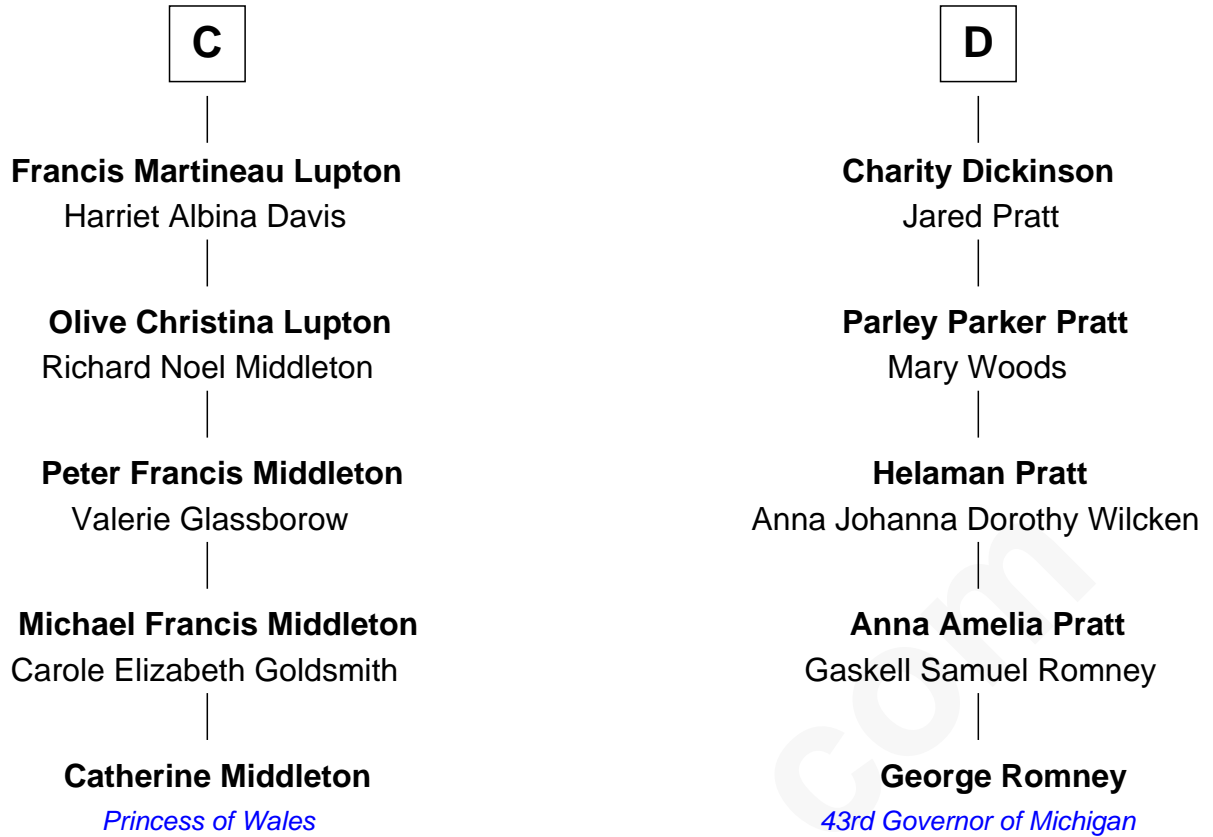 C
Francis Martineau Lupton
Harriet Albina Davis
Olive Christina Lupton
Richard Noel Middleton
Peter Francis Middleton
Valerie Glassborow
Michael Francis Middleton
Carole Elizabeth Goldsmith
Catherine Middleton
Princess of Wales
D
Charity Dickinson
Jared Pratt
Parley Parker Pratt
Mary Woods
Helaman Pratt
Anna Johanna Dorothy Wilcken
Anna Amelia Pratt
Gaskell Samuel Romney
George Romney
43rd Governor of Michigan
com